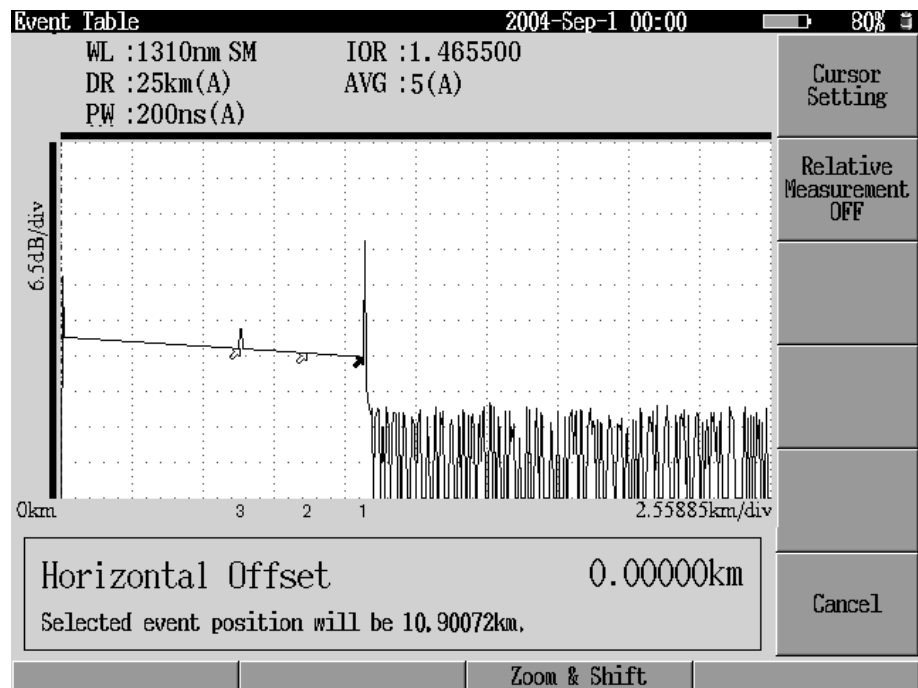 Event Table 2004-Sep-1 00:00 80%
WL :1310nm SM IOR :1.465500
DR :25km(A) AVG :5(A)
PW :200ns(A)
6.5dB/div
0km 3 2 1 2.55885km/div
Horizontal Offset 0.00000km
Selected event position will be 10.90072km.
Cursor
Setting
Relative
Measurement
OFF
Cancel
Zoom & Shift